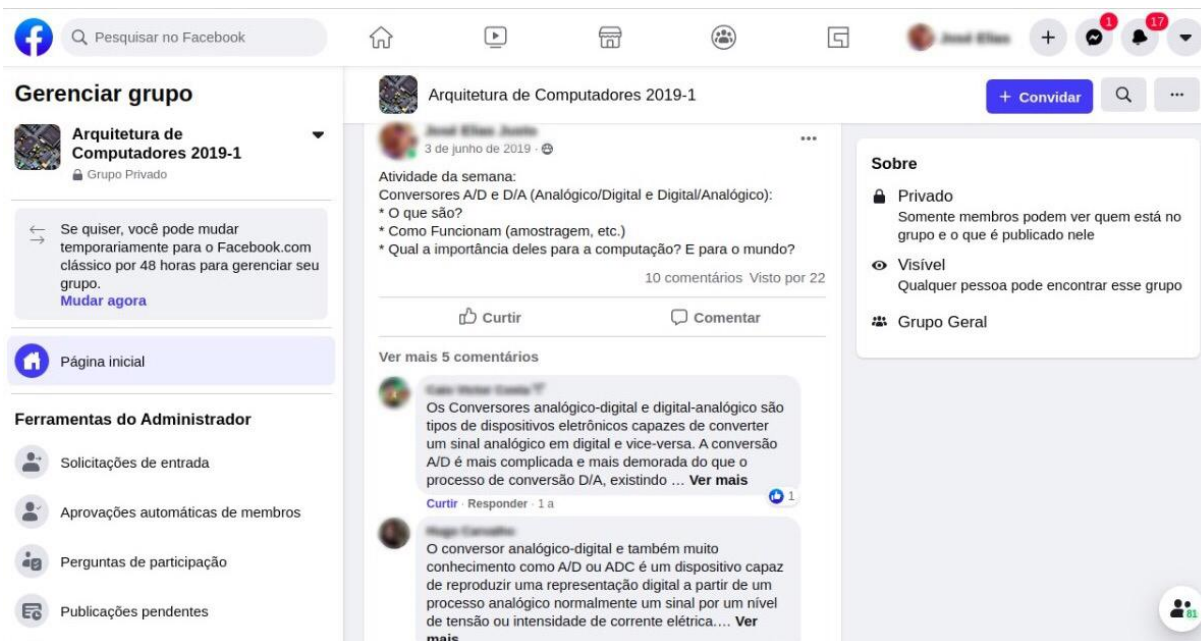 Pesquisar no Facebook
1
17
Gerenciar grupo
Arquitetura de
Computadores 2019-1
Grupo Privado
Se quiser, você pode mudar
temporariamente para o Facebook.com
clássico por 48 horas para gerenciar seu
grupo.
Mudar agora
Página inicial
Ferramentas do Administrador
Solicitações de entrada
Aprovações automáticas de membros
Perguntas de participação
Publicações pendentes
Arquitetura de Computadores 2019-1
+ Convidar
3 de junho de 2019 ·
Atividade da semana:
Conversores A/D e D/A (Analógico/Digital e Digital/Analógico):
* O que são?
* Como Funcionam (amostragem, etc.)
* Qual a importância deles para a computação? E para o mundo?
10 comentários Visto por 22
Curtir
Comentar
Ver mais 5 comentários
Os Conversores analógico-digital e digital-analógico são
tipos de dispositivos eletrônicos capazes de converter
um sinal analógico em digital e vice-versa. A conversão
A/D é mais complicada e mais demorada do que o
processo de conversão D/A, existindo … Ver mais
1
Curtir · Responder · 1 a
O conversor analógico-digital e também muito
conhecimento como A/D ou ADC é um dispositivo capaz
de reproduzir uma representação digital a partir de um
processo analógico normalmente um sinal por um nível
de tensão ou intensidade de corrente elétrica.… Ver
mais
Sobre
Privado
Somente membros podem ver quem está no
grupo e o que é publicado nele
Visível
Qualquer pessoa pode encontrar esse grupo
Grupo Geral
81